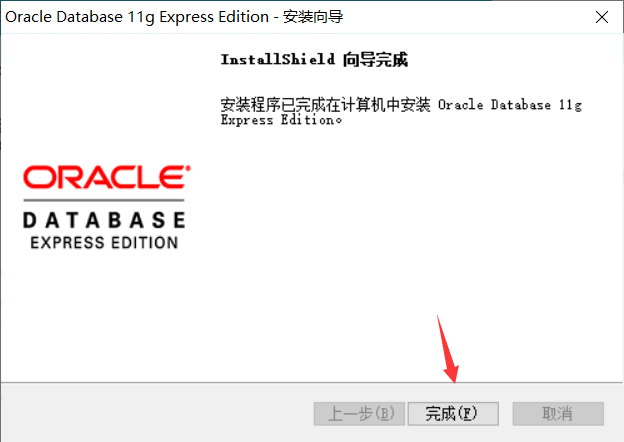 Oracle Database 11g Express Edition - 安装向导
InstallShield 向导完成
安装程序已完成在计算机中安装 Oracle Database 11g
Express Edition。
ORACLE®
DATABASE
EXPRESS EDITION
上一步(B)
完成(F)
取消